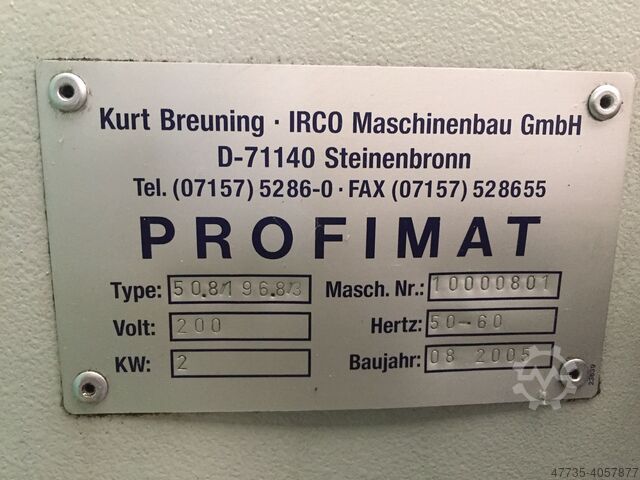 Kurt Breuning · IRCO Maschinenbau GmbH
D-71140 Steinenbronn
Tel. (07157) 5286-0 · FAX (07157) 528655
PROFIMAT
Type: 50.8196.83 Masch. Nr.: 10000801
Volt: 200 Hertz: 50-60
KW: 2 Baujahr: 08 2005
23639
47735-4057877